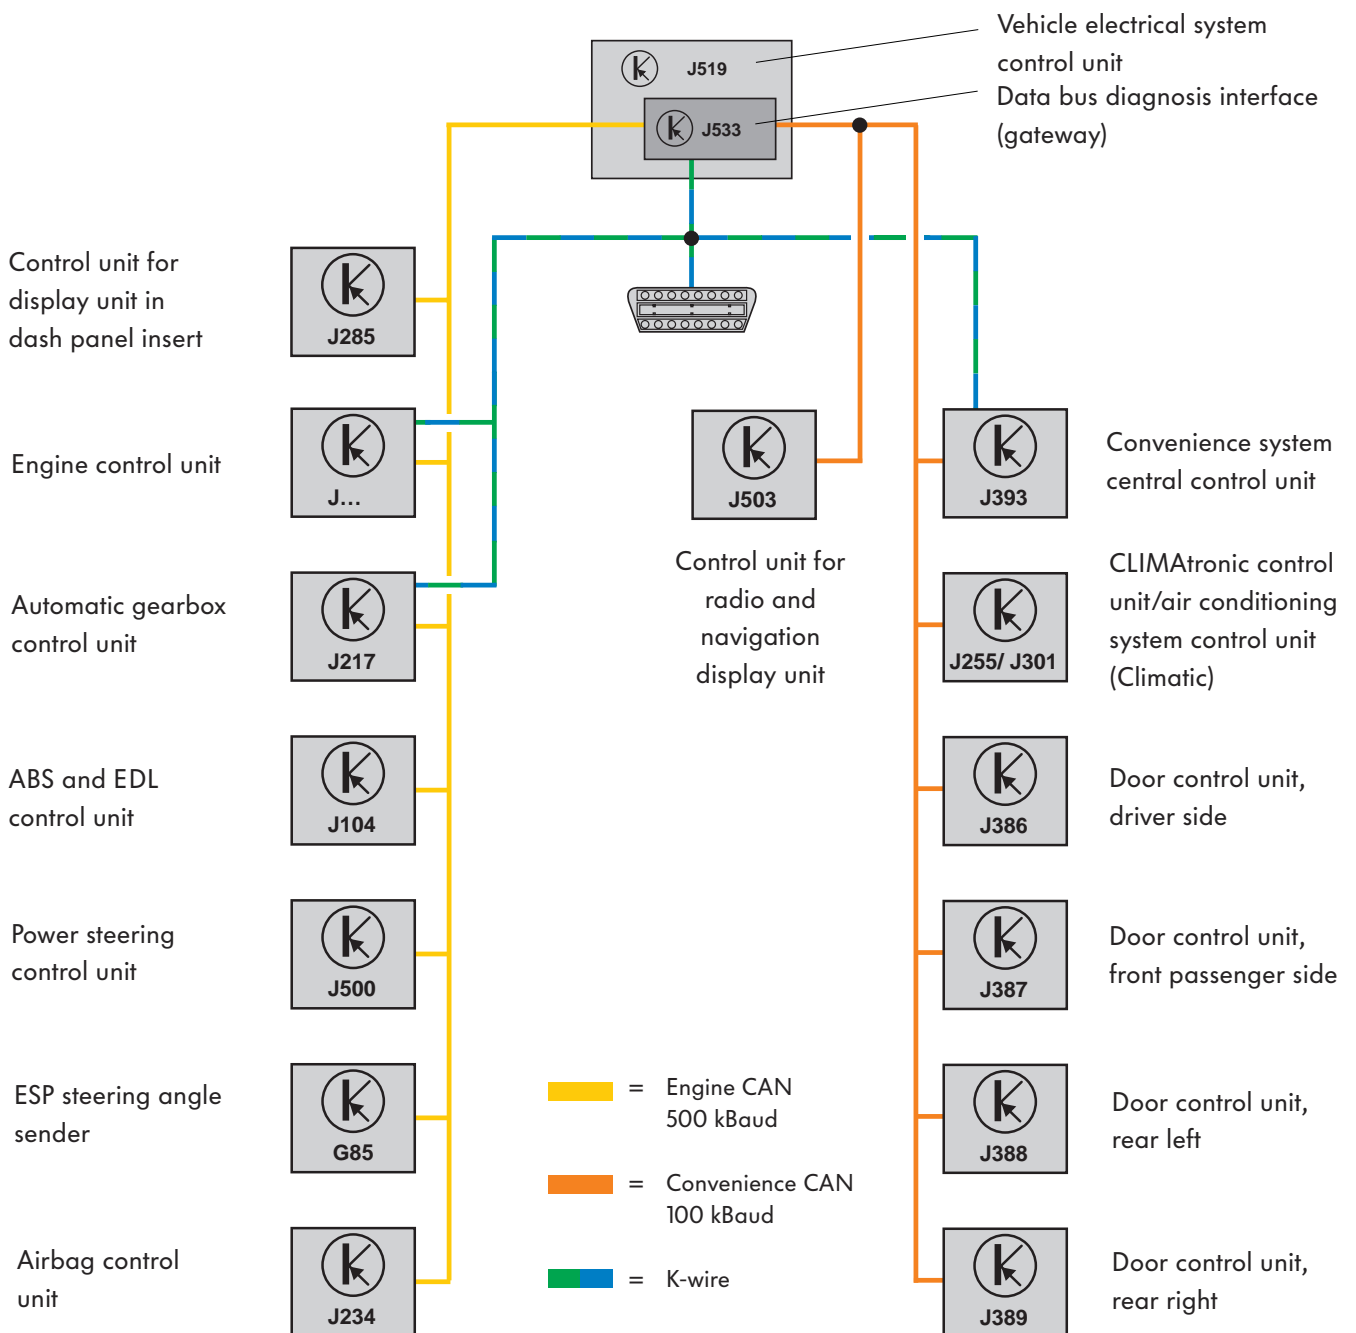 Vehicle electrical system
control unit
J519
Data bus diagnosis interface
(gateway)
J533
Control unit for
display unit in
dash panel insert
J285
Engine control unit
J...
J503
Control unit for
radio and
navigation
display unit
J393
Convenience system
central control unit
Automatic gearbox
control unit
J217
J255/ J301
CLIMAtronic control
unit/air conditioning
system control unit
(Climatic)
ABS and EDL
control unit
J104
J386
Door control unit,
driver side
Power steering
control unit
J500
J387
Door control unit,
front passenger side
ESP steering angle
sender
G85
= Engine CAN
500 kBaud
J388
Door control unit,
rear left
= Convenience CAN
100 kBaud
Airbag control
unit
J234
= K-wire
J389
Door control unit,
rear right